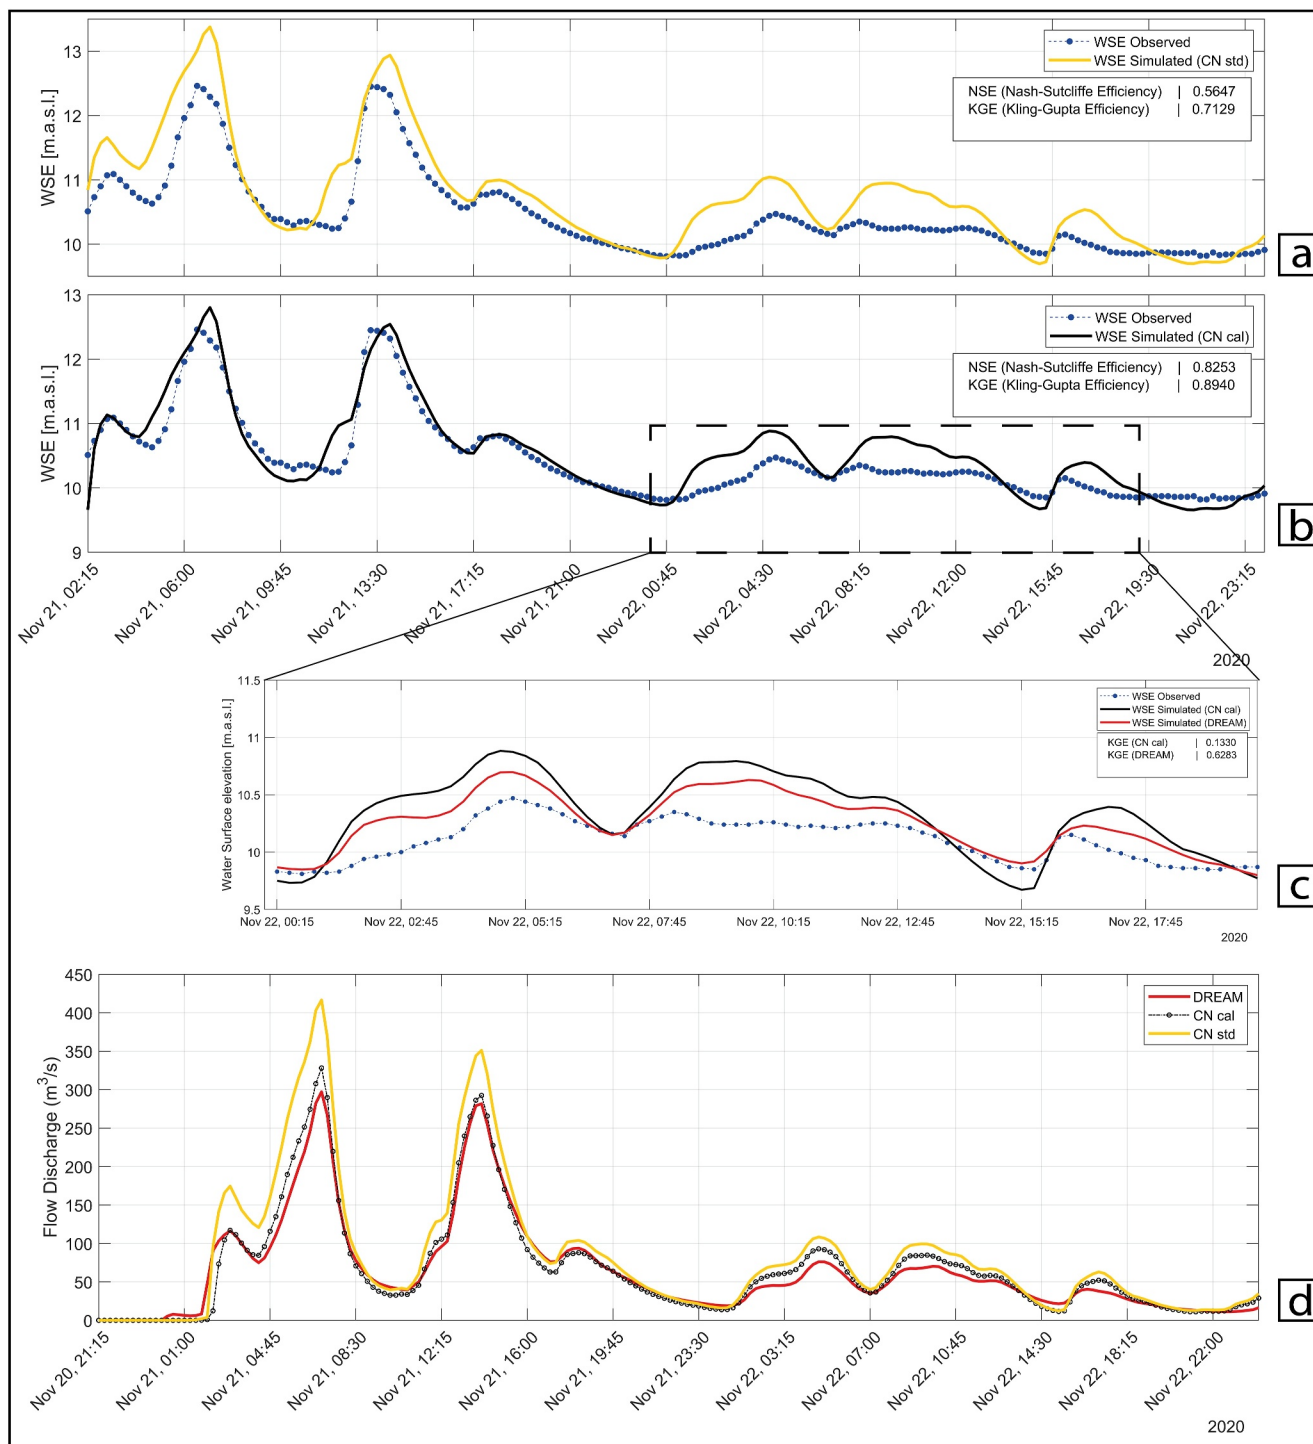 WSE Observed
WSE Simulated (CN std)
NSE (Nash-Sutcliffe Efficiency) | 0.5647
KGE (Kling-Gupta Efficiency) | 0.7129
13
12
11
10
WSE [m.a.s.l.]
a
WSE Observed
WSE Simulated (CN cal)
NSE (Nash-Sutcliffe Efficiency) | 0.8253
KGE (Kling-Gupta Efficiency) | 0.8940
13
12
11
10
9
WSE [m.a.s.l.]
b
Nov 21, 02:15
Nov 21, 06:00
Nov 21, 09:45
Nov 21, 13:30
Nov 21, 17:15
Nov 21, 21:00
Nov 22, 00:45
Nov 22, 04:30
Nov 22, 08:15
Nov 22, 12:00
Nov 22, 15:45
Nov 22, 19:30
Nov 22, 23:15
2020
WSE Observed
WSE Simulated (CN cal)
WSE Simulated (DREAM)
KGE (CN cal) | 0.1330
KGE (DREAM) | 0.6283
11.5
11
10.5
10
9.5
Water Surface elevation [m.a.s.l.]
c
Nov 22, 00:15
Nov 22, 02:45
Nov 22, 05:15
Nov 22, 07:45
Nov 22, 10:15
Nov 22, 12:45
Nov 22, 15:15
Nov 22, 17:45
2020
DREAM
CN cal
CN std
450
400
350
300
250
200
150
100
50
0
Flow Discharge (m³/s)
d
Nov 20, 21:15
Nov 21, 01:00
Nov 21, 04:45
Nov 21, 08:30
Nov 21, 12:15
Nov 21, 16:00
Nov 21, 19:45
Nov 21, 23:30
Nov 22, 03:15
Nov 22, 07:00
Nov 22, 10:45
Nov 22, 14:30
Nov 22, 18:15
Nov 22, 22:00
2020